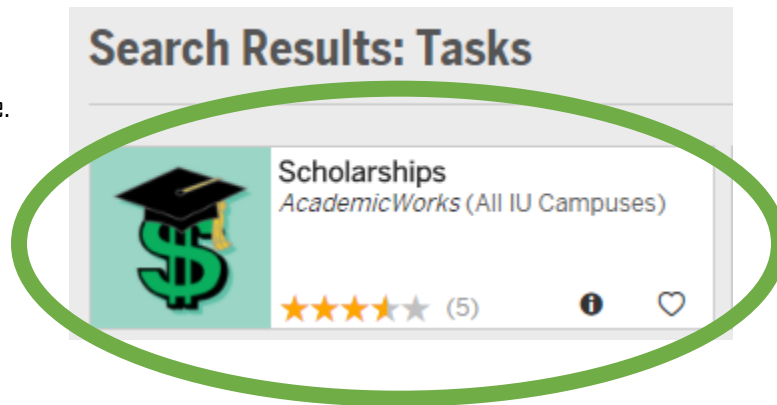 Search Results: Tasks
e.
Scholarships
AcademicWorks (All IU Campuses)
$
(5)